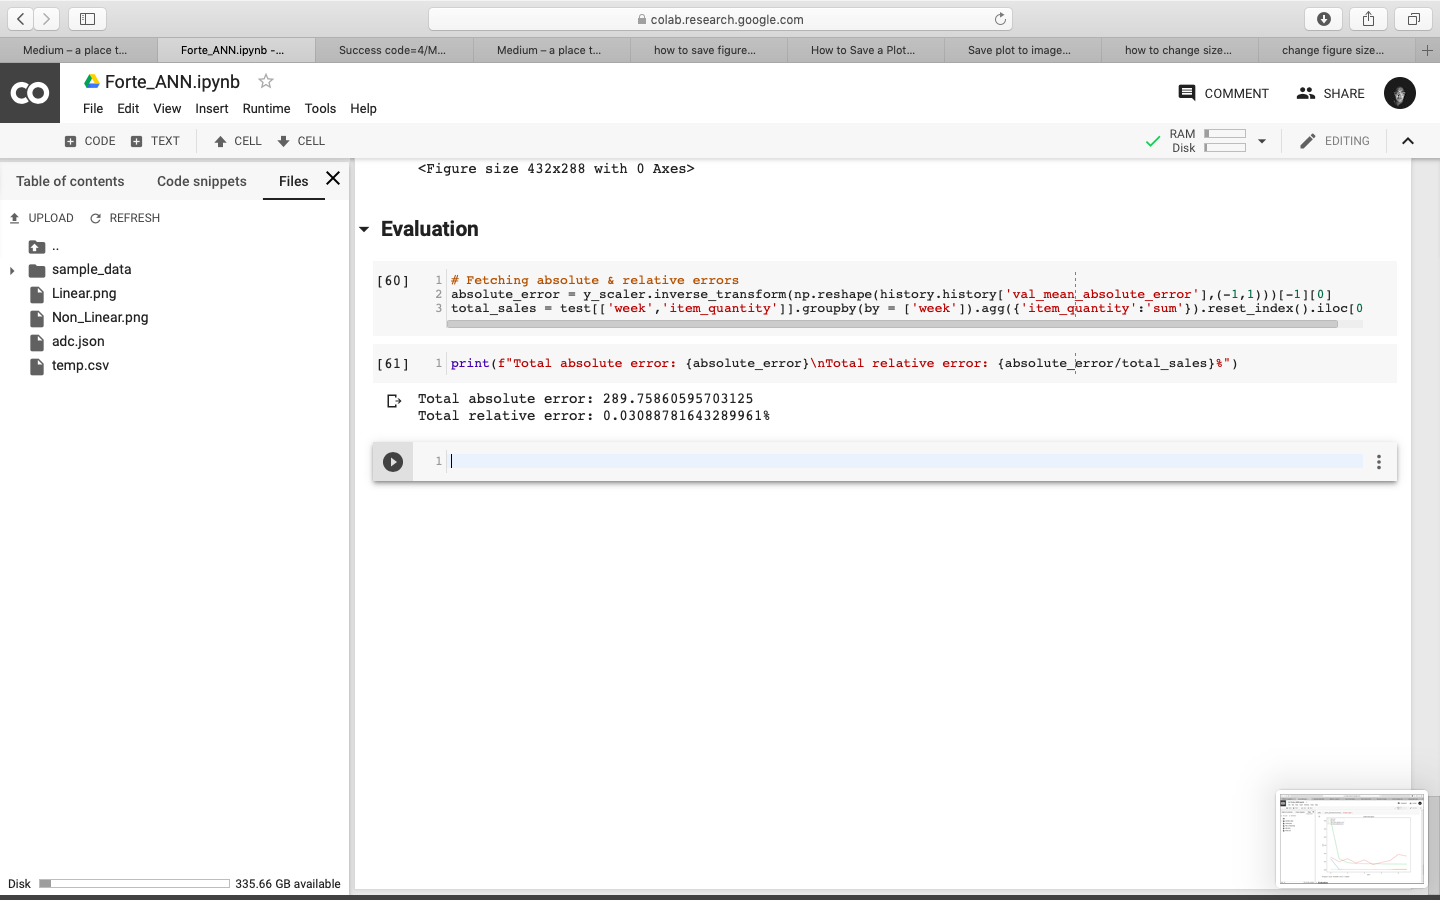 colab.research.google.com
Medium – a place t...
Forte_ANN.ipynb -...
Success code=4/M...
Medium – a place t...
how to save figure...
How to Save a Plot...
Save plot to image...
how to change size...
change figure size...
CO
Forte_ANN.ipynb
COMMENT
SHARE
File Edit View Insert Runtime Tools Help
CODE TEXT CELL CELL
RAM
Disk
EDITING
Table of contents Code snippets Files
UPLOAD REFRESH
..
sample_data
Linear.png
Non_Linear.png
adc.json
temp.csv
Disk 335.66 GB available
<Figure size 432x288 with 0 Axes>
Evaluation
[60]
1 # Fetching absolute & relative errors
2 absolute_error = y_scaler.inverse_transform(np.reshape(history.history['val_mean_absolute_error'],(-1,1)))[-1][0]
3 total_sales = test[['week','item_quantity']].groupby(by = ['week']).agg({'item_quantity':'sum'}).reset_index().iloc[0
[61]
1 print(f"Total absolute error: {absolute_error}\nTotal relative error: {absolute_error/total_sales}%")
Total absolute error: 289.75860595703125
Total relative error: 0.03088781643289961%
1